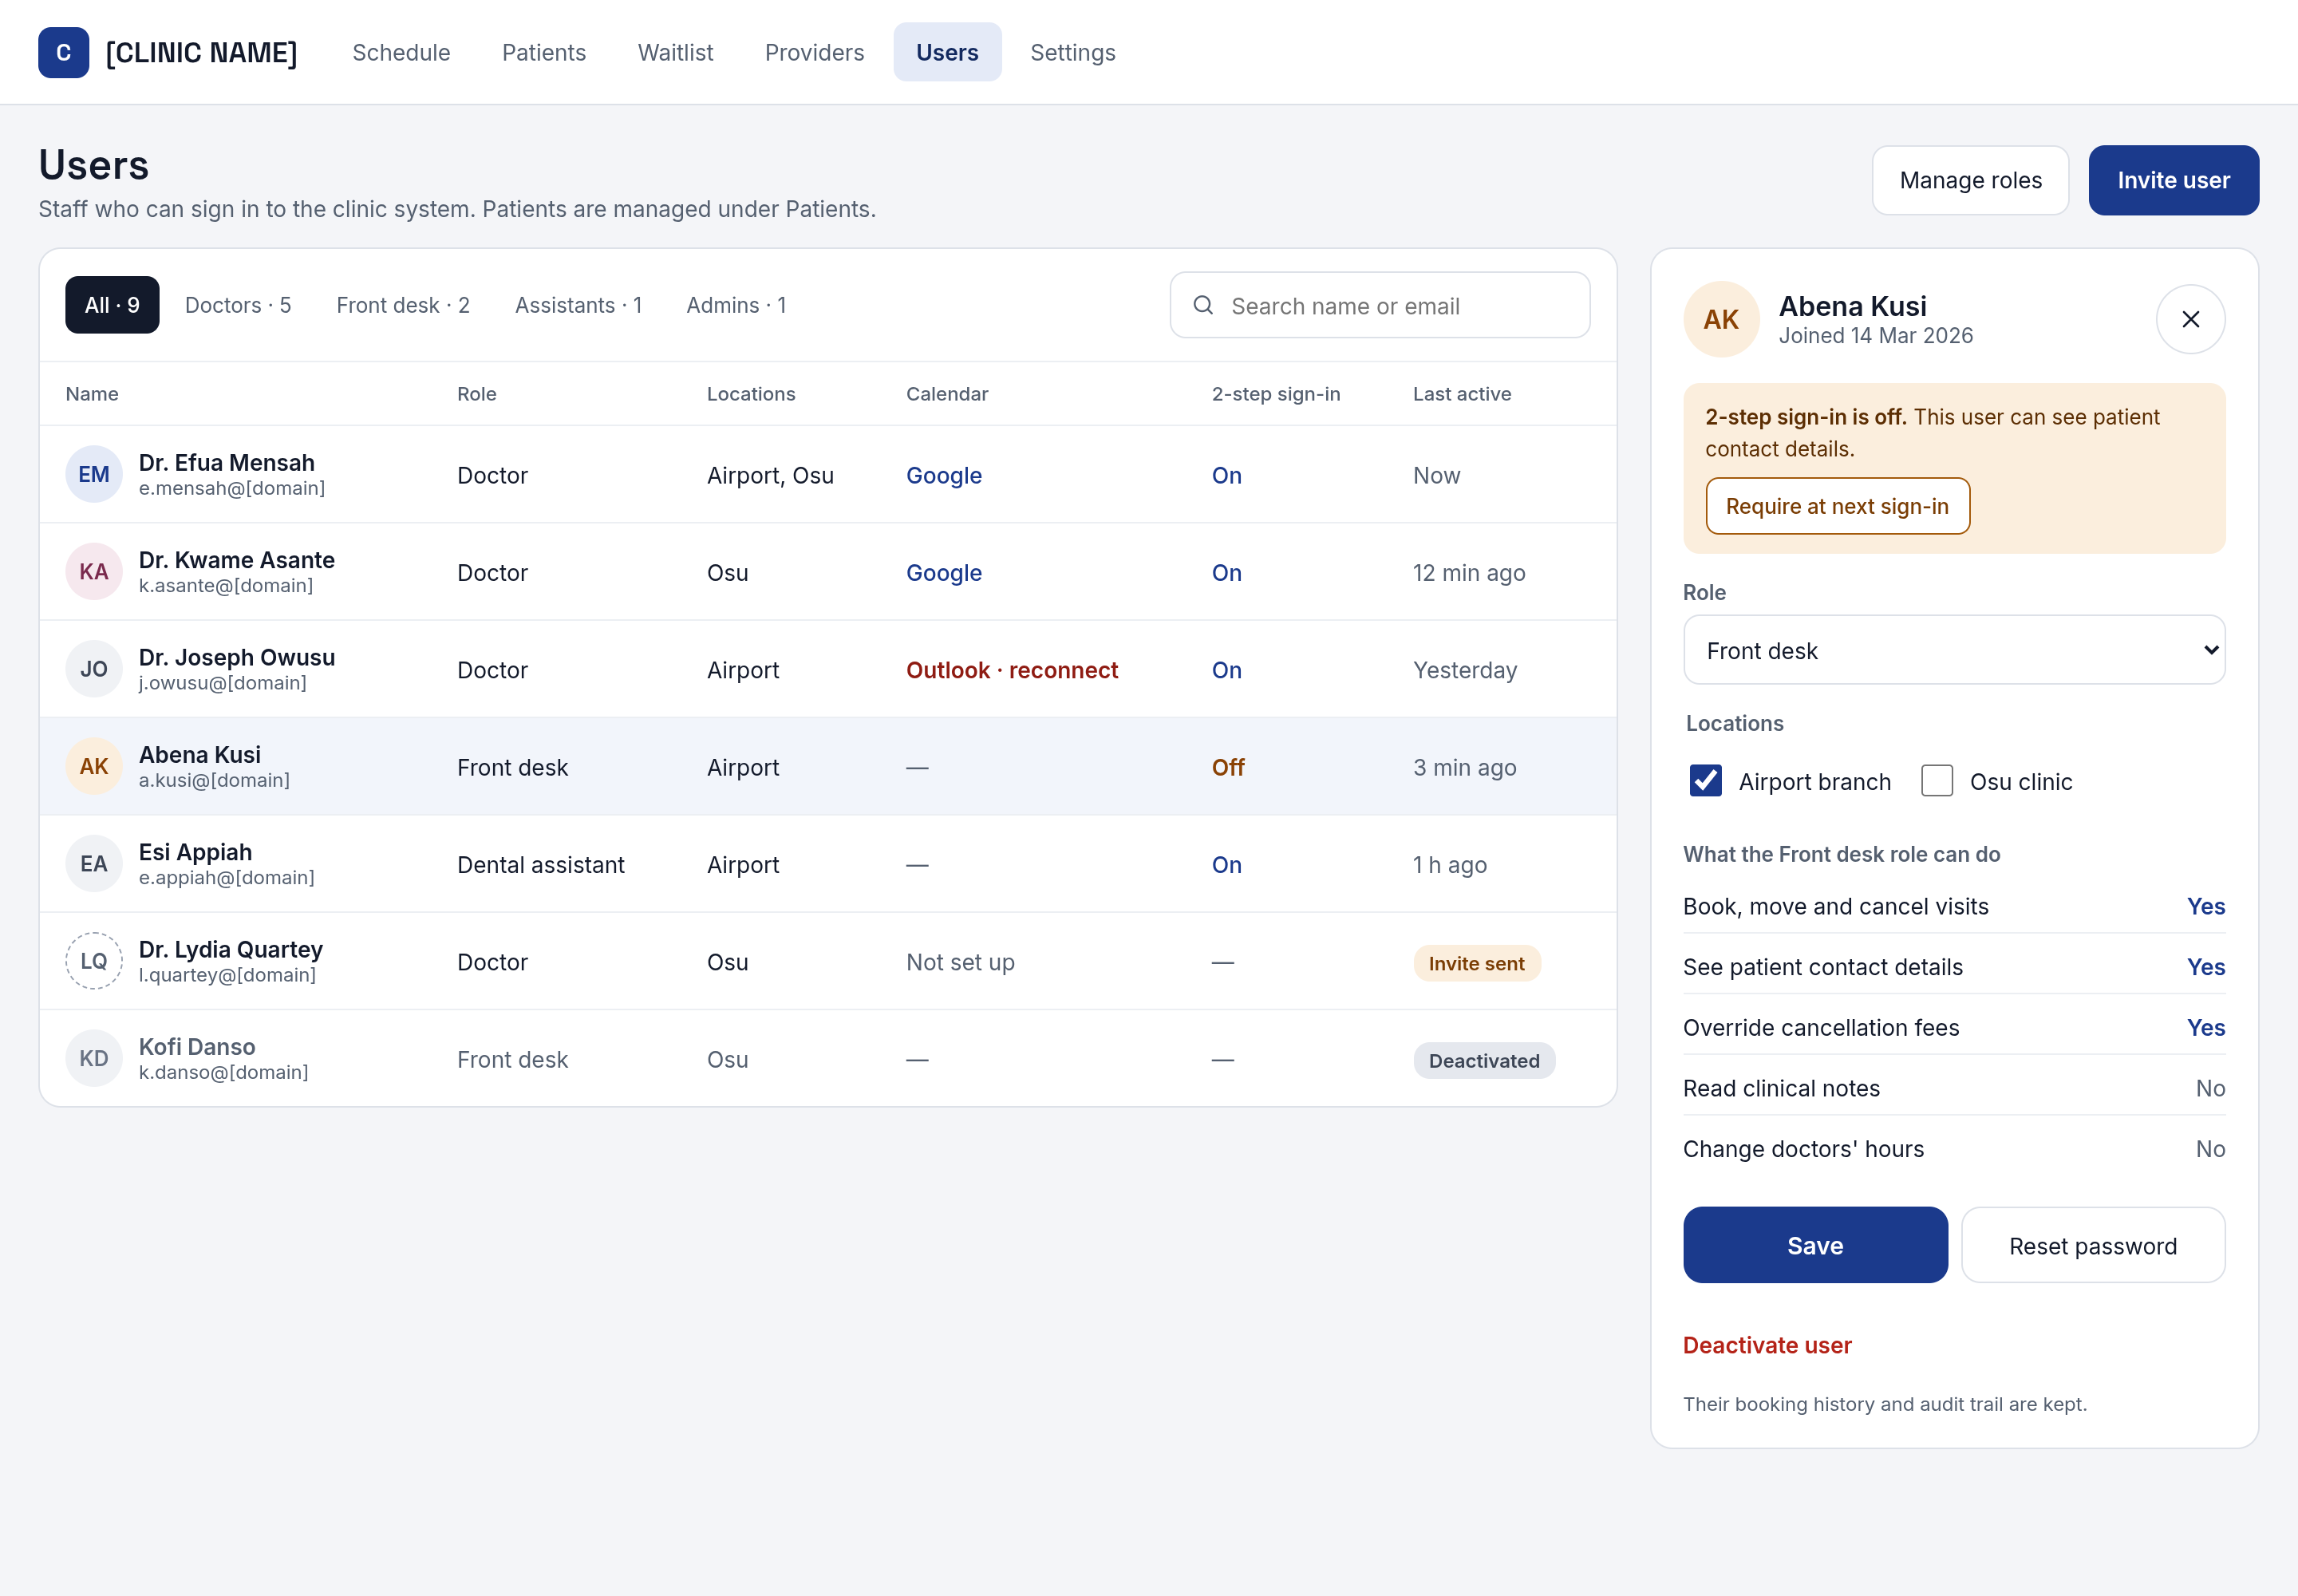 C [CLINIC NAME] Schedule Patients Waitlist Providers Users Settings
Users
Staff who can sign in to the clinic system. Patients are managed under Patients.
Manage roles Invite user
All · 9 Doctors · 5 Front desk · 2 Assistants · 1 Admins · 1 Search name or email
Name Role Locations Calendar 2-step sign-in Last active
EM Dr. Efua Mensah Doctor Airport, Osu Google On Now
e.mensah@[domain]
KA Dr. Kwame Asante Doctor Osu Google On 12 min ago
k.asante@[domain]
JO Dr. Joseph Owusu Doctor Airport Outlook · reconnect On Yesterday
j.owusu@[domain]
AK Abena Kusi Front desk Airport — Off 3 min ago
a.kusi@[domain]
EA Esi Appiah Dental assistant Airport — On 1 h ago
e.appiah@[domain]
LQ Dr. Lydia Quartey Doctor Osu Not set up — Invite sent
l.quartey@[domain]
KD Kofi Danso Front desk Osu — — Deactivated
k.danso@[domain]
AK Abena Kusi
Joined 14 Mar 2026
2-step sign-in is off. This user can see patient
contact details.
Require at next sign-in
Role
Front desk
Locations
Airport branch Osu clinic
What the Front desk role can do
Book, move and cancel visits Yes
See patient contact details Yes
Override cancellation fees Yes
Read clinical notes No
Change doctors' hours No
Save Reset password
Deactivate user
Their booking history and audit trail are kept.